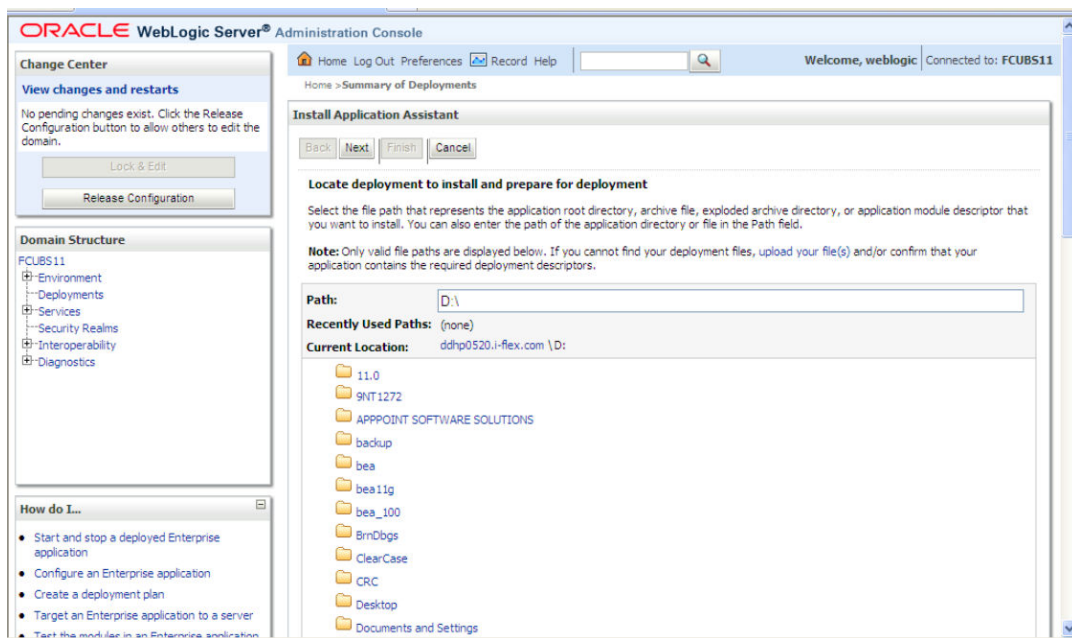 ORACLE WebLogic Server® Administration Console
Change Center
View changes and restarts
No pending changes exist. Click the Release
Configuration button to allow others to edit the
domain.
Lock & Edit
Release Configuration
Domain Structure
FCUBS11
Environment
Deployments
Services
Security Realms
Interoperability
Diagnostics
How do I...
Start and stop a deployed Enterprise
application
Configure an Enterprise application
Create a deployment plan
Target an Enterprise application to a server
Test the modules in an Enterprise application
Home Log Out Preferences Record Help
Welcome, weblogic Connected to: FCUBS11
Home >Summary of Deployments
Install Application Assistant
Back Next Finish Cancel
Locate deployment to install and prepare for deployment
Select the file path that represents the application root directory, archive file, exploded archive directory, or application module descriptor that
you want to install. You can also enter the path of the application directory or file in the Path field.
Note: Only valid file paths are displayed below. If you cannot find your deployment files, upload your file(s) and/or confirm that your
application contains the required deployment descriptors.
Path: D:\
Recently Used Paths: (none)
Current Location: ddhp0520.i-flex.com \D:
11.0
9NT1272
APPPOINT SOFTWARE SOLUTIONS
backup
bea
bea11g
bea_100
BrnDbgs
ClearCase
CRC
Desktop
Documents and Settings